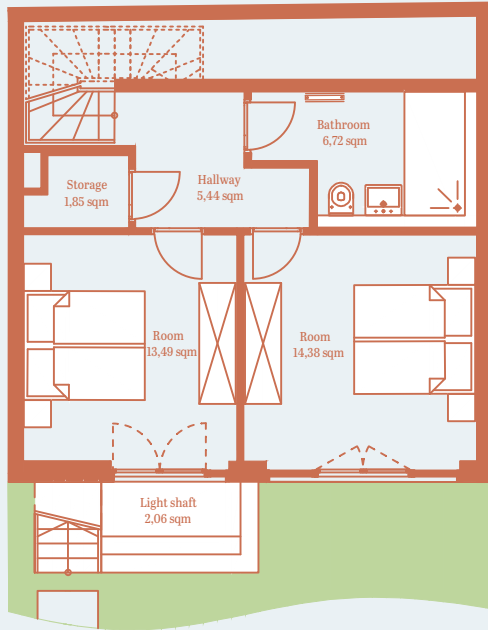 Bathroom
6,72 sqm
Storage
1,85 sqm
Hallway
5,44 sqm
Room
13,49 sqm
Room
14,38 sqm
Light shaft
2,06 sqm